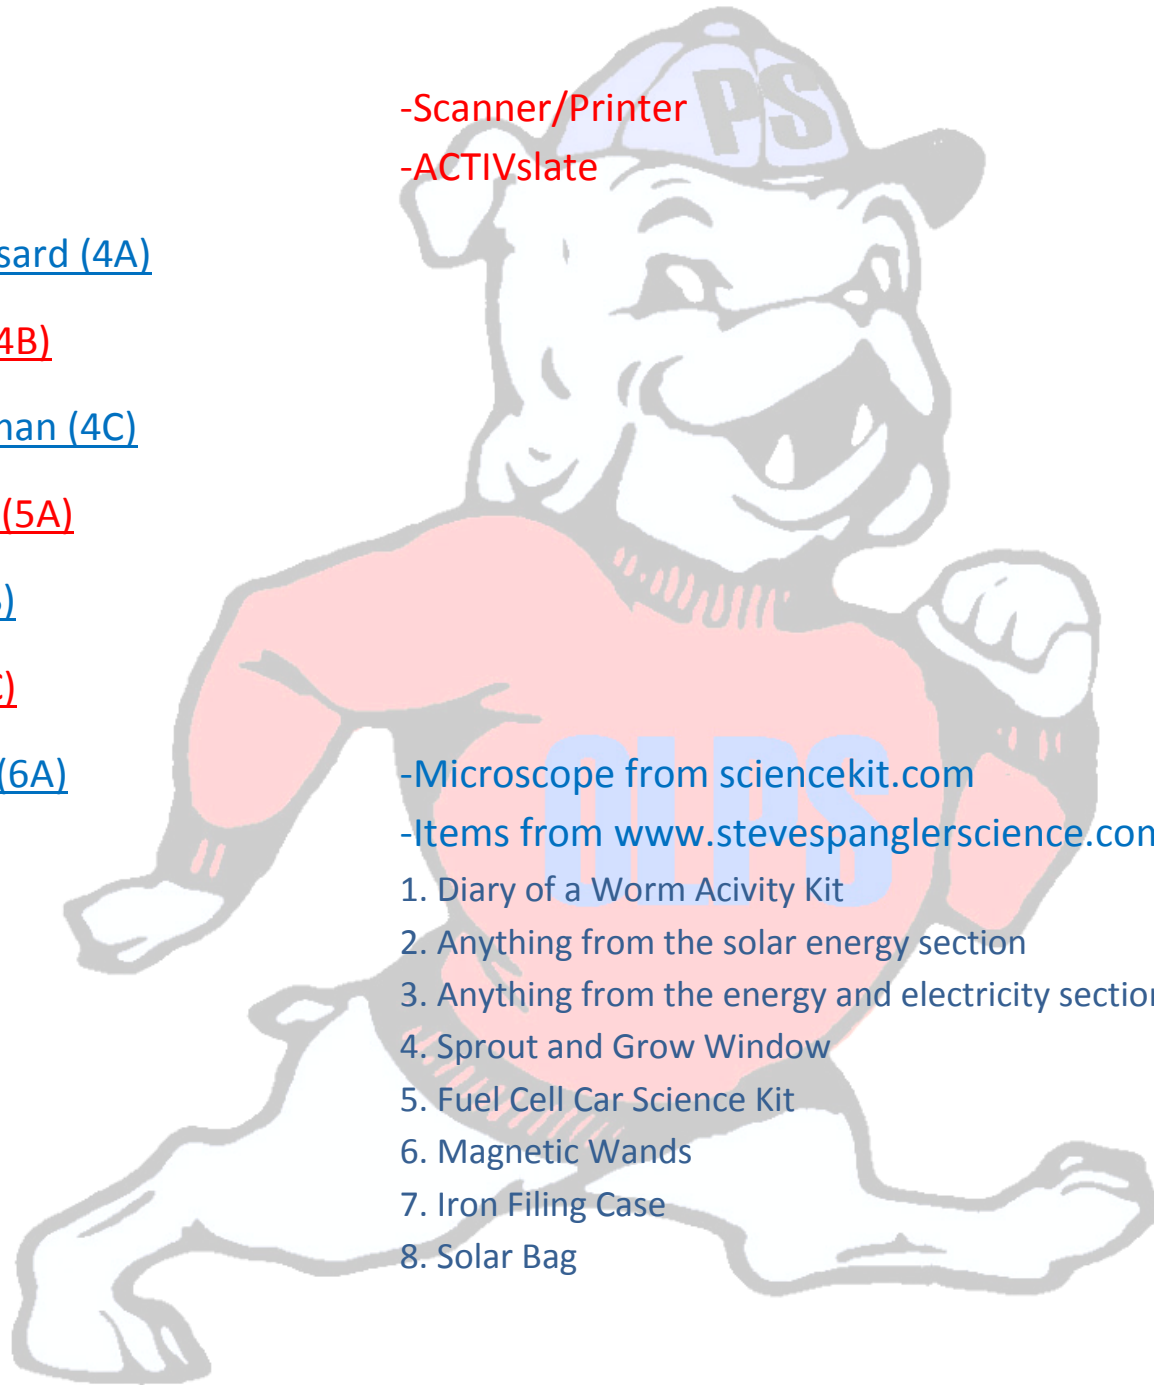 PS
-Scanner/Printer
-ACTIVslate
sard (4A)
4B)
man (4C)
(5A)
)
C)
(6A)
OLPS
-Microscope from sciencekit.com
-Items from www.stevespanglerscience.com
1. Diary of a Worm Acivity Kit
2. Anything from the solar energy section
3. Anything from the energy and electricity section
4. Sprout and Grow Window
5. Fuel Cell Car Science Kit
6. Magnetic Wands
7. Iron Filing Case
8. Solar Bag